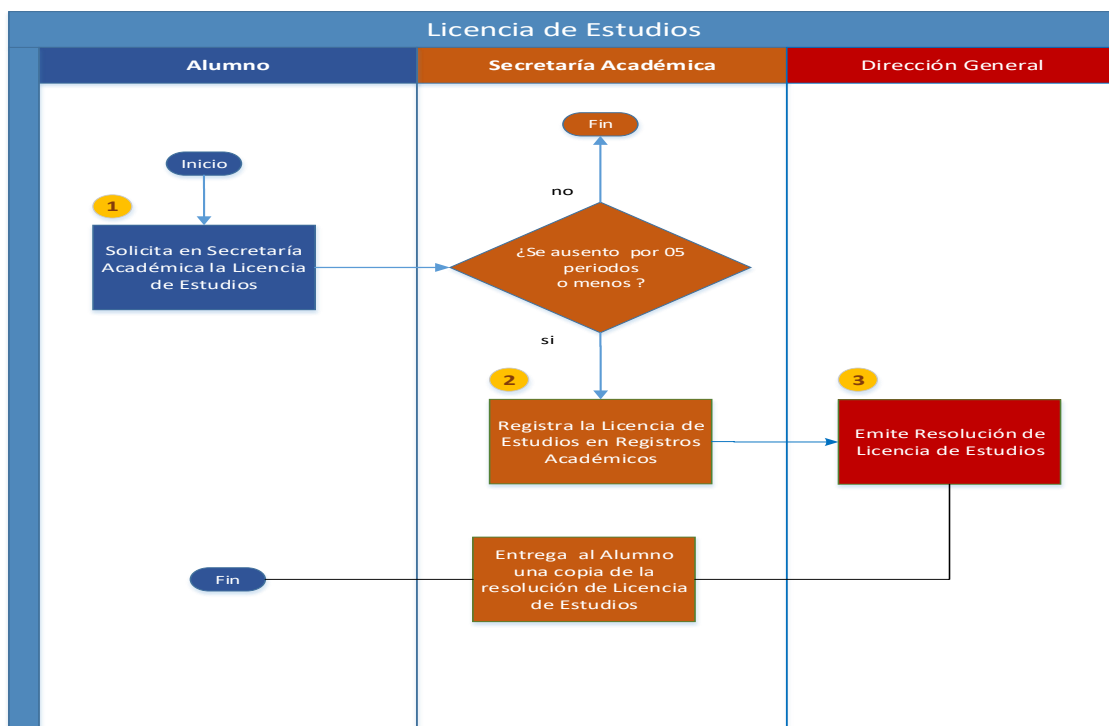 Licencia de Estudios
Alumno
Secretaría Académica
Dirección General
Fin
Inicio
no
1
Solicita en Secretaría
Académica la Licencia
de Estudios
¿Se ausento por 05
periodos
o menos ?
si
2
3
Registra la Licencia de
Estudios en Registros
Académicos
Emite Resolución de
Licencia de Estudios
Entrega al Alumno
una copia de la
resolución de Licencia
de Estudios
Fin